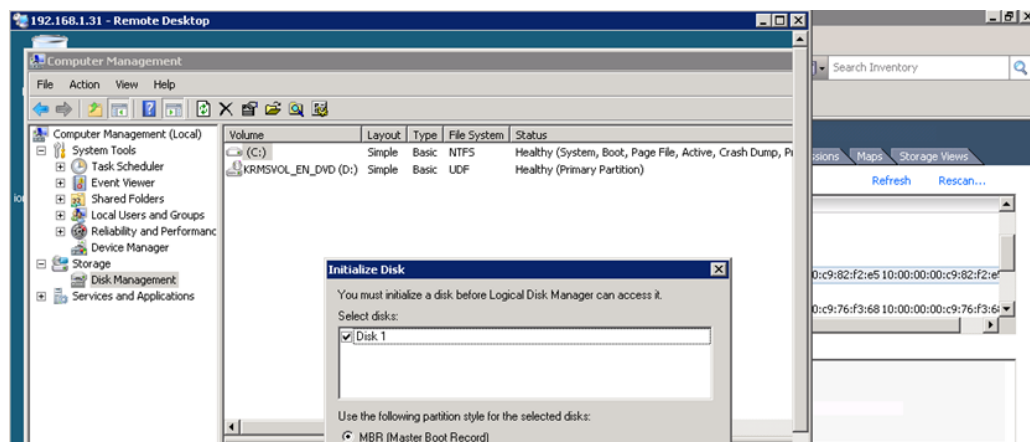 192.168.1.31 - Remote Desktop
Computer Management
File Action View Help
Search Inventory
Computer Management (Local)
System Tools
Task Scheduler
Event Viewer
Shared Folders
Local Users and Groups
Reliability and Performanc
Device Manager
Storage
Disk Management
Services and Applications
Volume Layout Type File System Status
(C:) Simple Basic NTFS Healthy (System, Boot, Page File, Active, Crash Dump, Pr
KRMSVOL_EN_DVD (D:) Simple Basic UDF Healthy (Primary Partition)
Initialize Disk
You must initialize a disk before Logical Disk Manager can access it.
Select disks:
Disk 1
Use the following partition style for the selected disks:
MBR (Master Boot Record)
ssions Maps Storage Views
Refresh Rescan...
0:c9:82:f2:e5 10:00:00:00:c9:82:f2:e
0:c9:76:f3:68 10:00:00:00:c9:76:f3:6